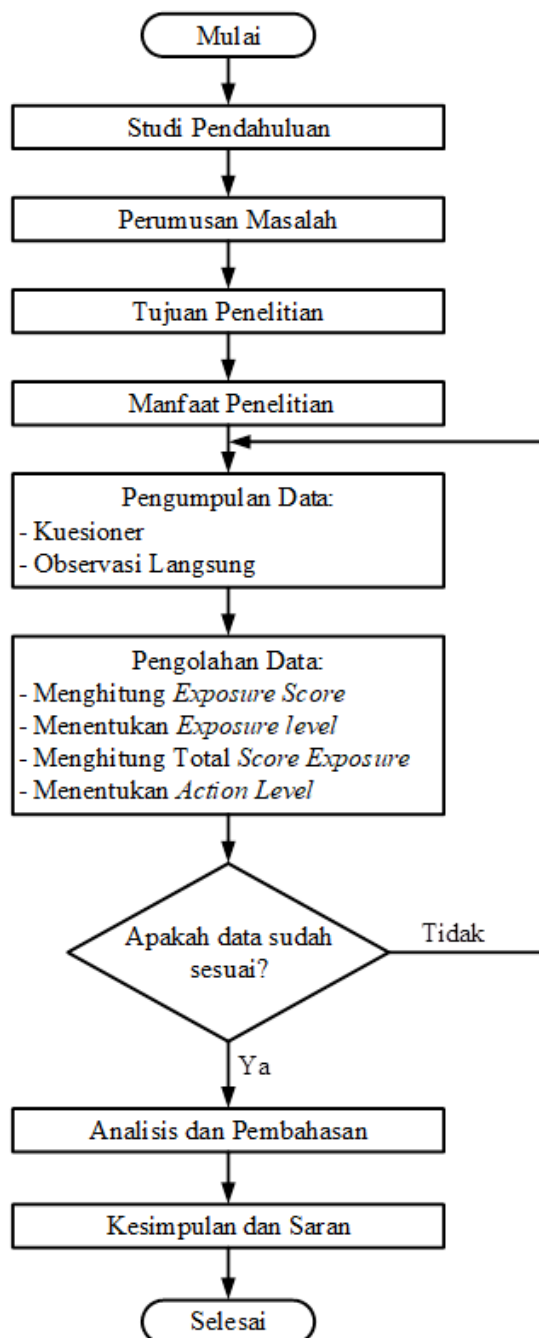 Mulai
Studi Pendahuluan
Perumusan Masalah
Tujuan Penelitian
Manfaat Penelitian
Pengumpulan Data:
- Kuesioner
- Observasi Langsung
Pengolahan Data:
- Menghitung Exposure Score
- Menentukan Exposure level
- Menghitung Total Score Exposure
- Menentukan Action Level
Apakah data sudah
sesuai?
Tidak
Ya
Analisis dan Pembahasan
Kesimpulan dan Saran
Selesai